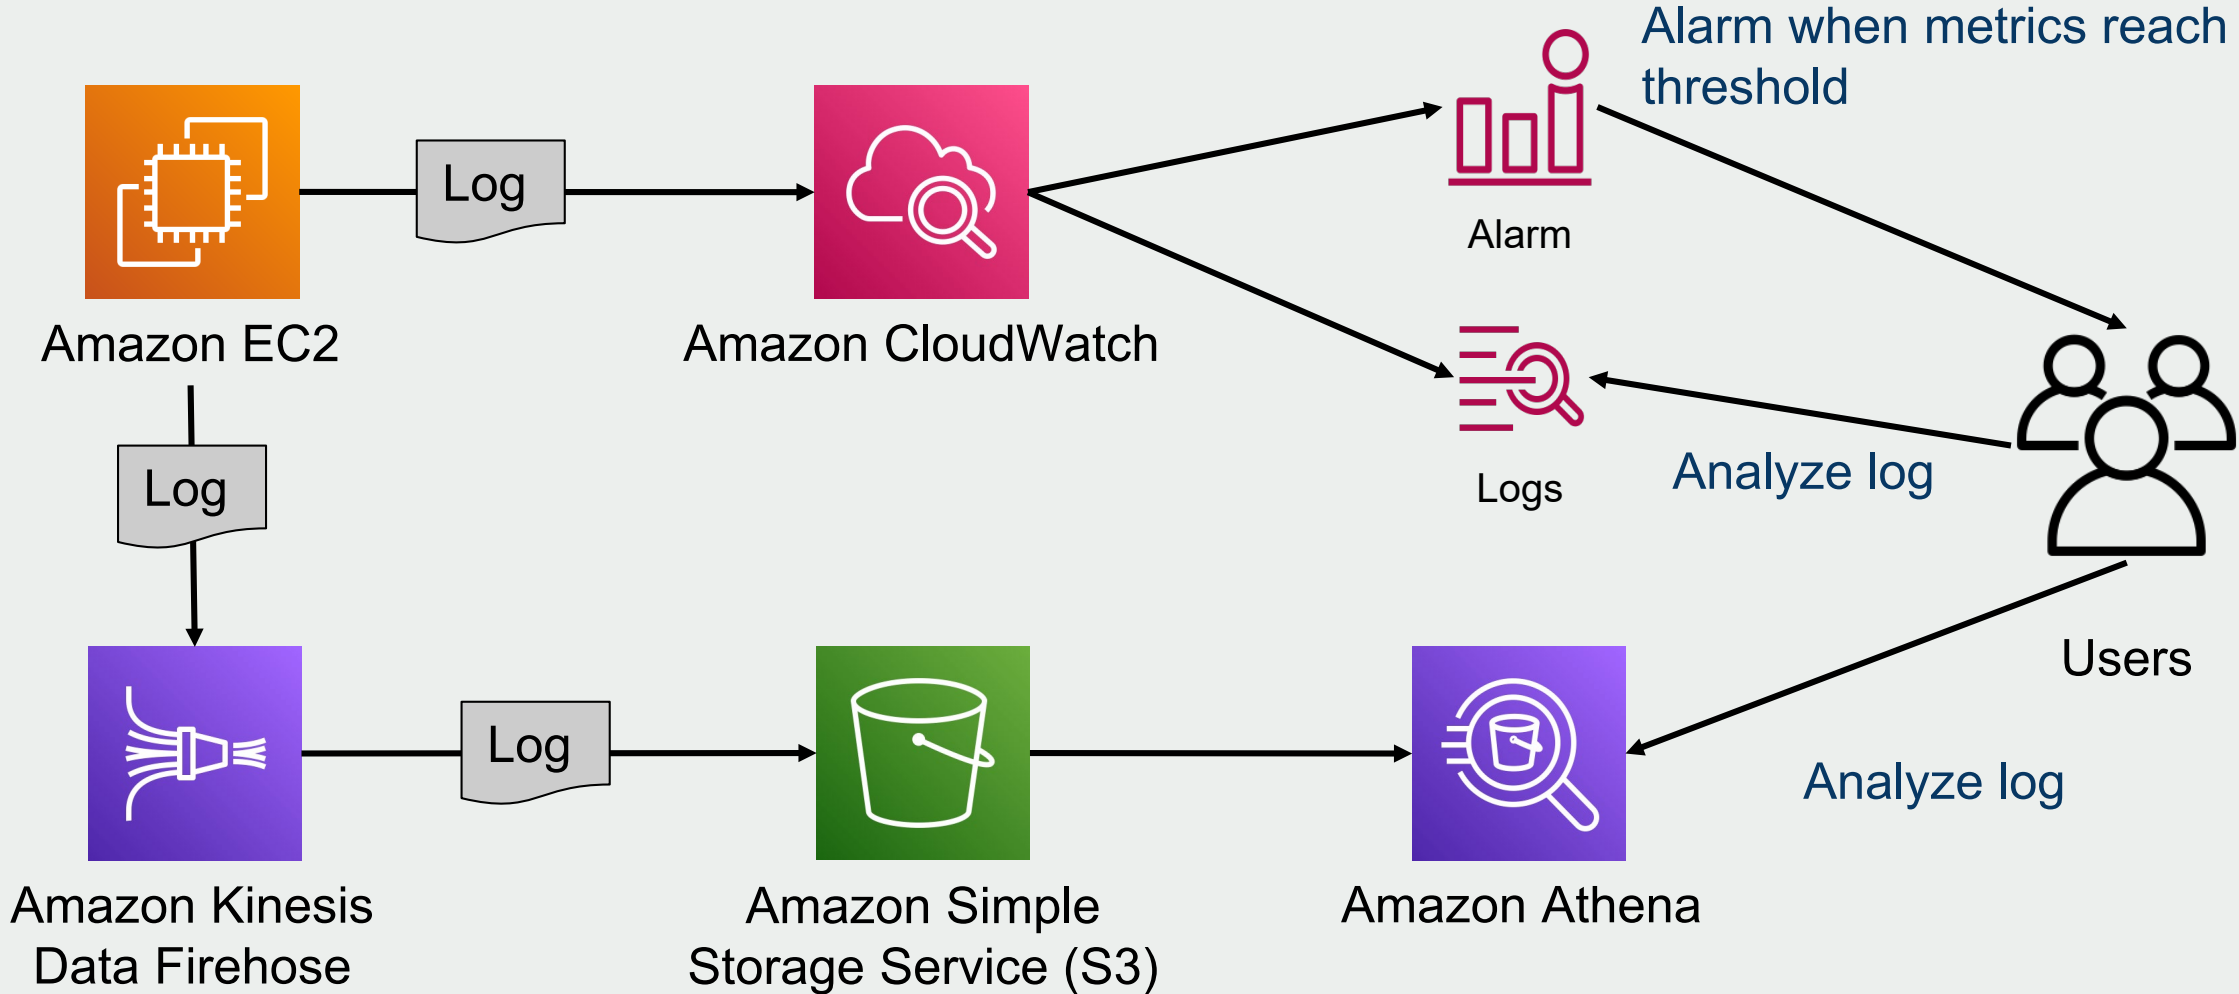 Alarm when metrics reach
threshold
Log
Alarm
Amazon EC2
Amazon CloudWatch
Log
Logs
Analyze log
Users
Log
Analyze log
Amazon Kinesis
Data Firehose
Amazon Simple
Storage Service (S3)
Amazon Athena